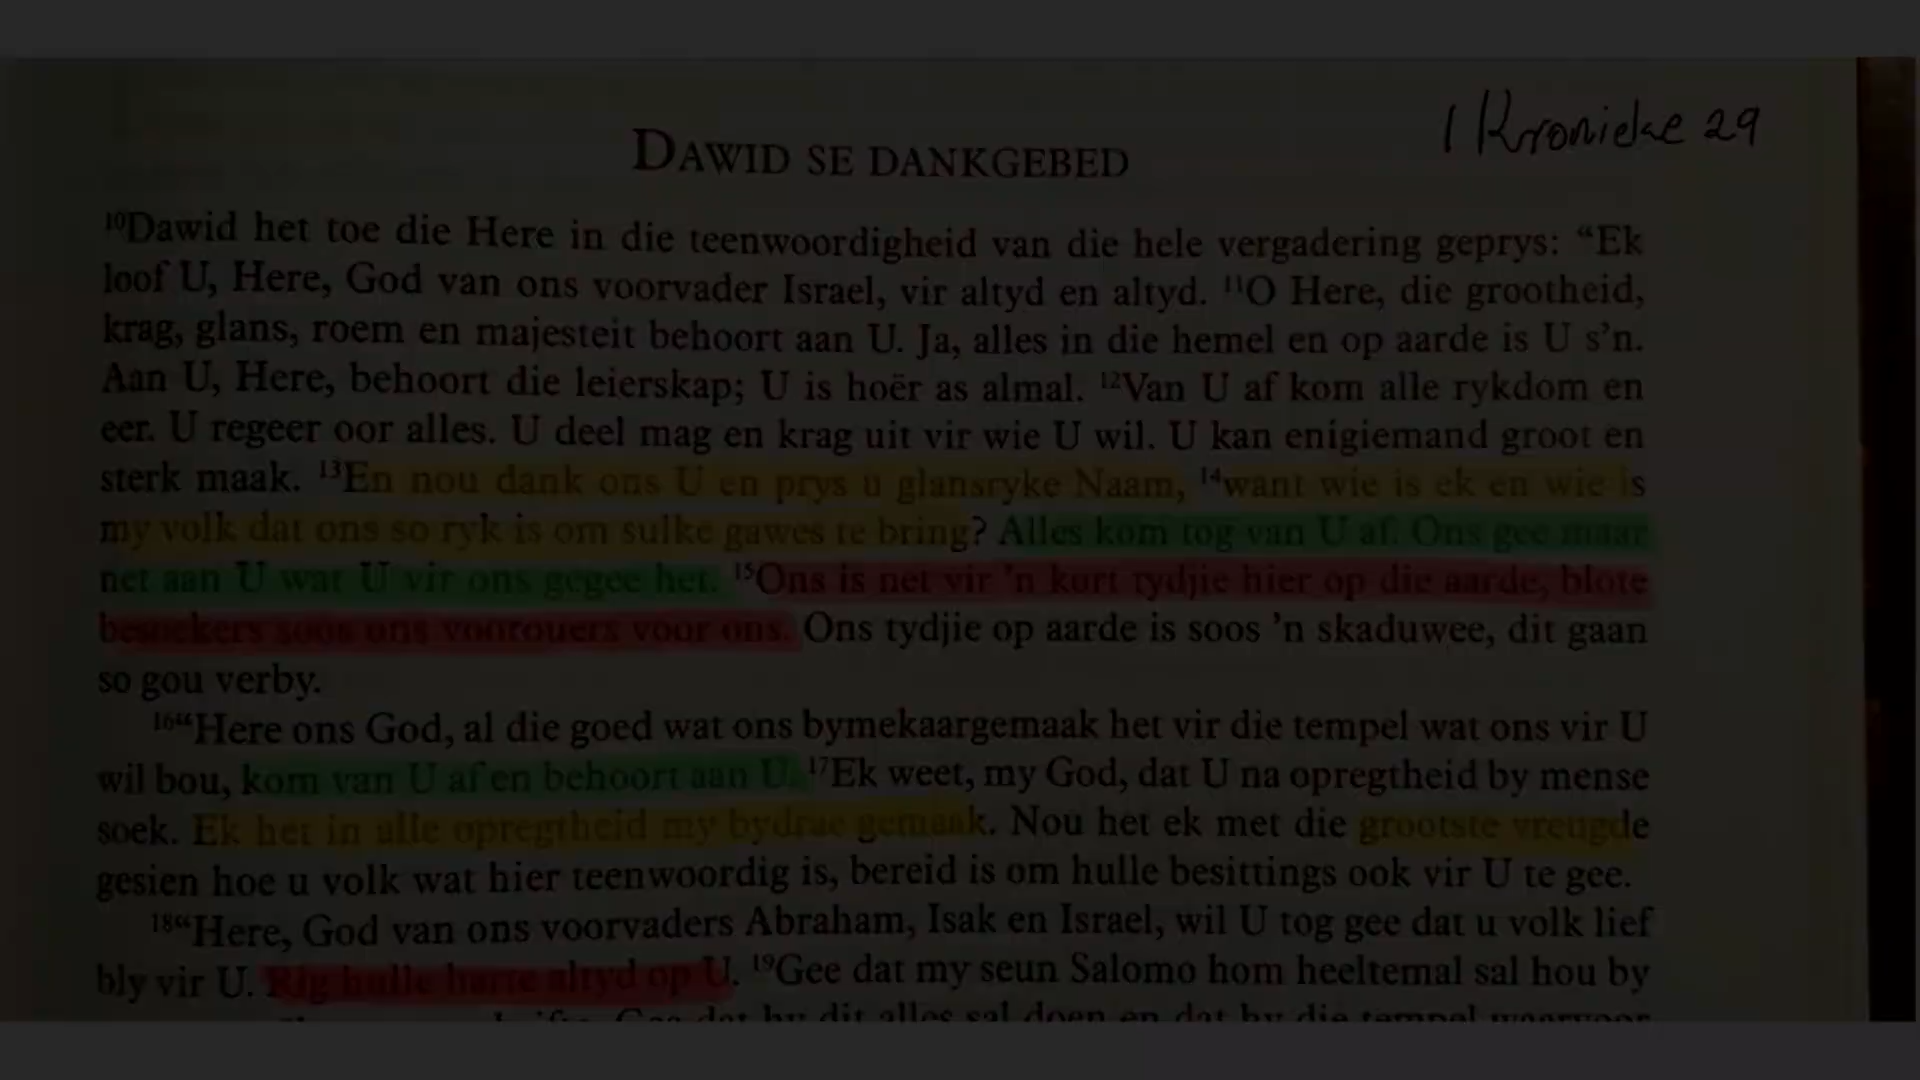 1 Kronieke 29
DAWID SE DANKGEBED
¹⁰Dawid het toe die Here in die teenwoordigheid van die hele vergadering geprys: “Ek
loof U, Here, God van ons voorvader Israel, vir altyd en altyd. ¹¹O Here, die grootheid,
krag, glans, roem en majesteit behoort aan U. Ja, alles in die hemel en op aarde is U s’n.
Aan U, Here, behoort die leierskap; U is hoër as almal. ¹²Van U af kom alle rykdom en
eer. U regeer oor alles. U deel mag en krag uit vir wie U wil. U kan enigiemand groot en
sterk maak. ¹³En nou dank ons U en prys u glansryke Naam, ¹⁴want wie is ek en wie is
my volk dat ons so ryk is om sulke gawes te bring? Alles kom tog van U af. Ons gee maar
net aan U wat U vir ons gegee het. ¹⁵Ons is net vir ’n kort tydjie hier op die aarde, blote
besoekers soos ons voorouers voor ons. Ons tydjie op aarde is soos ’n skaduwee, dit gaan
so gou verby.
¹⁶“Here ons God, al die goed wat ons bymekaargemaak het vir die tempel wat ons vir U
wil bou, kom van U af en behoort aan U. ¹⁷Ek weet, my God, dat U na opregtheid by mense
soek. Ek het in alle opregtheid my bydrae gemaak. Nou het ek met die grootste vreugde
gesien hoe u volk wat hier teenwoordig is, bereid is om hulle besittings ook vir U te gee.
¹⁸“Here, God van ons voorvaders Abraham, Isak en Israel, wil U tog gee dat u volk lief
bly vir U. Rig hulle harte altyd op U. ¹⁹Gee dat my seun Salomo hom heeltemal sal hou by
Gee dat hy dit alles sal doen en dat hy die tempel waarvoor